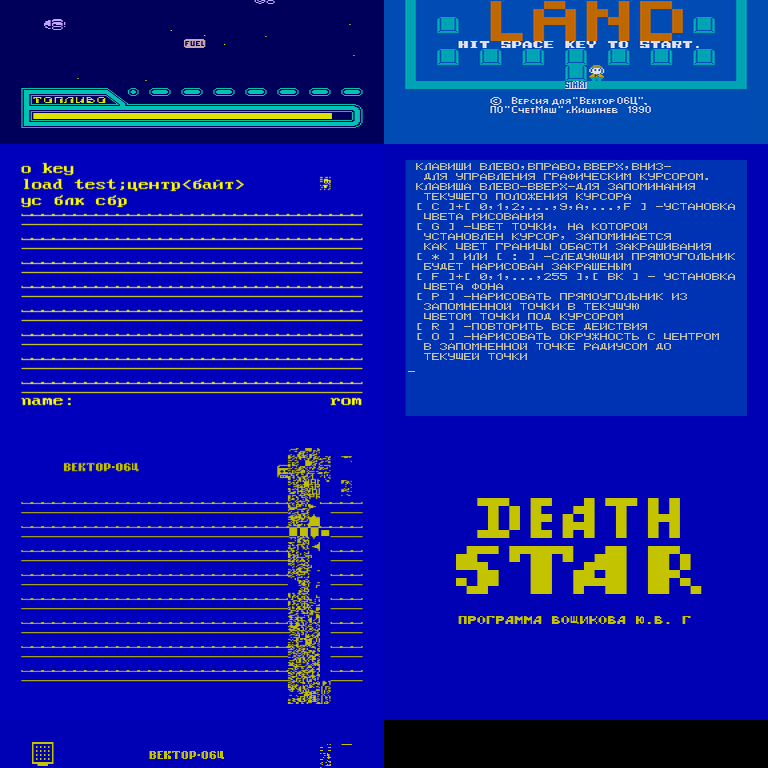 FUEL
ТОПЛИВО
LAND
HIT SPACE KEY TO START.
START
© Версия для"Вектор 06Ц".
ПО"СчетМаш"г.Кишинев 1990
o key
load test;центр<байт>
ус блк сбр
name: rom
КЛАВИШИ ВЛЕВО,ВПРАВО,ВВЕРХ,ВНИЗ-
ДЛЯ УПРАВЛЕНИЯ ГРАФИЧЕСКИМ КУРСОРОМ.
КЛАВИША ВЛЕВО-ВВЕРХ-ДЛЯ ЗАПОМИНАНИЯ
ТЕКУЩЕГО ПОЛОЖЕНИЯ КУРСОРА
[ C ]+[ 0,1,2,...,9,A,...,F ] -УСТАНОВКА
ЦВЕТА РИСОВАНИЯ
[ G ] -ЦВЕТ ТОЧКИ, НА КОТОРОЙ
УСТАНОВЛЕН КУРСОР, ЗАПОМИНАЕТСЯ
КАК ЦВЕТ ГРАНИЦЫ ОБАСТИ ЗАКРАШИВАНИЯ
[ * ] ИЛИ [ : ] -СЛЕДУЮЩИЙ ПРЯМОУГОЛЬНИК
БУДЕТ НАРИСОВАН ЗАКРАШЕНЫМ
[ F ]+[ 0,1,...,255 ],[ ВК ] - УСТАНОВКА
ЦВЕТА ФОНА
[ P ] -НАРИСОВАТЬ ПРЯМОУГОЛЬНИК ИЗ
ЗАПОМНЕННОЙ ТОЧКИ В ТЕКУЩУЮ
ЦВЕТОМ ТОЧКИ ПОД КУРСОРОМ
[ R ] -ПОВТОРИТЬ ВСЕ ДЕЙСТВИЯ
[ O ] -НАРИСОВАТЬ ОКРУЖНОСТЬ С ЦЕНТРОМ
В ЗАПОМНЕННОЙ ТОЧКЕ РАДИУСОМ ДО
ТЕКУЩЕЙ ТОЧКИ
ВЕКТОР-06Ц
DEATH
STAR
ПРОГРАММА ВОЩИКОВА Ю.В. Г
ВЕКТОР-06Ц